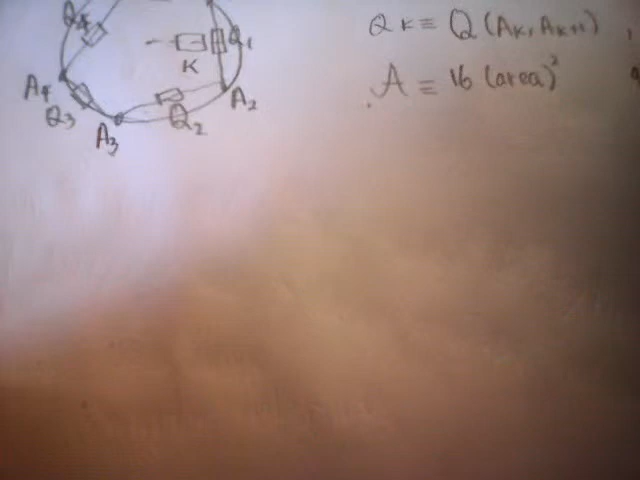 Q4
Q1
K
A4
Q3
A3
Q2
A2
Qk ≡ Q(Ak, Ak+1)
A ≡ 16 (area)²